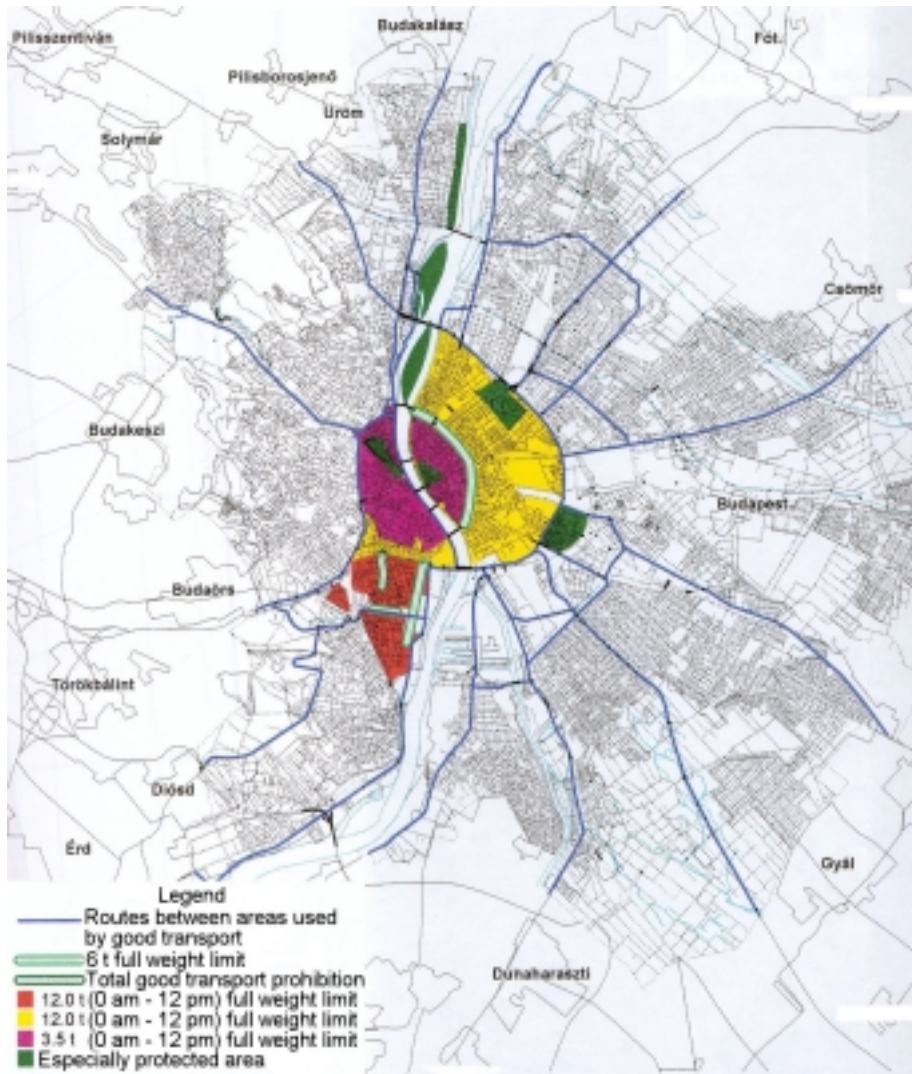 Budakalász
Pilisszentiván
Fót.
Pilisborosjenő
Üröm
Solymár
Csömör
Budakeszi
Budapest
Budaörs
Törökbálint
Diósd
Érd
Gyál
Dunaharaszti
Legend
Routes between areas used
by good transport
6 t full weight limit
Total good transport prohibition
12.0 t (0 am - 12 pm) full weight limit
12.0 t (0 am - 12 pm) full weight limit
3.5 t (0 am - 12 pm) full weight limit
Especially protected area